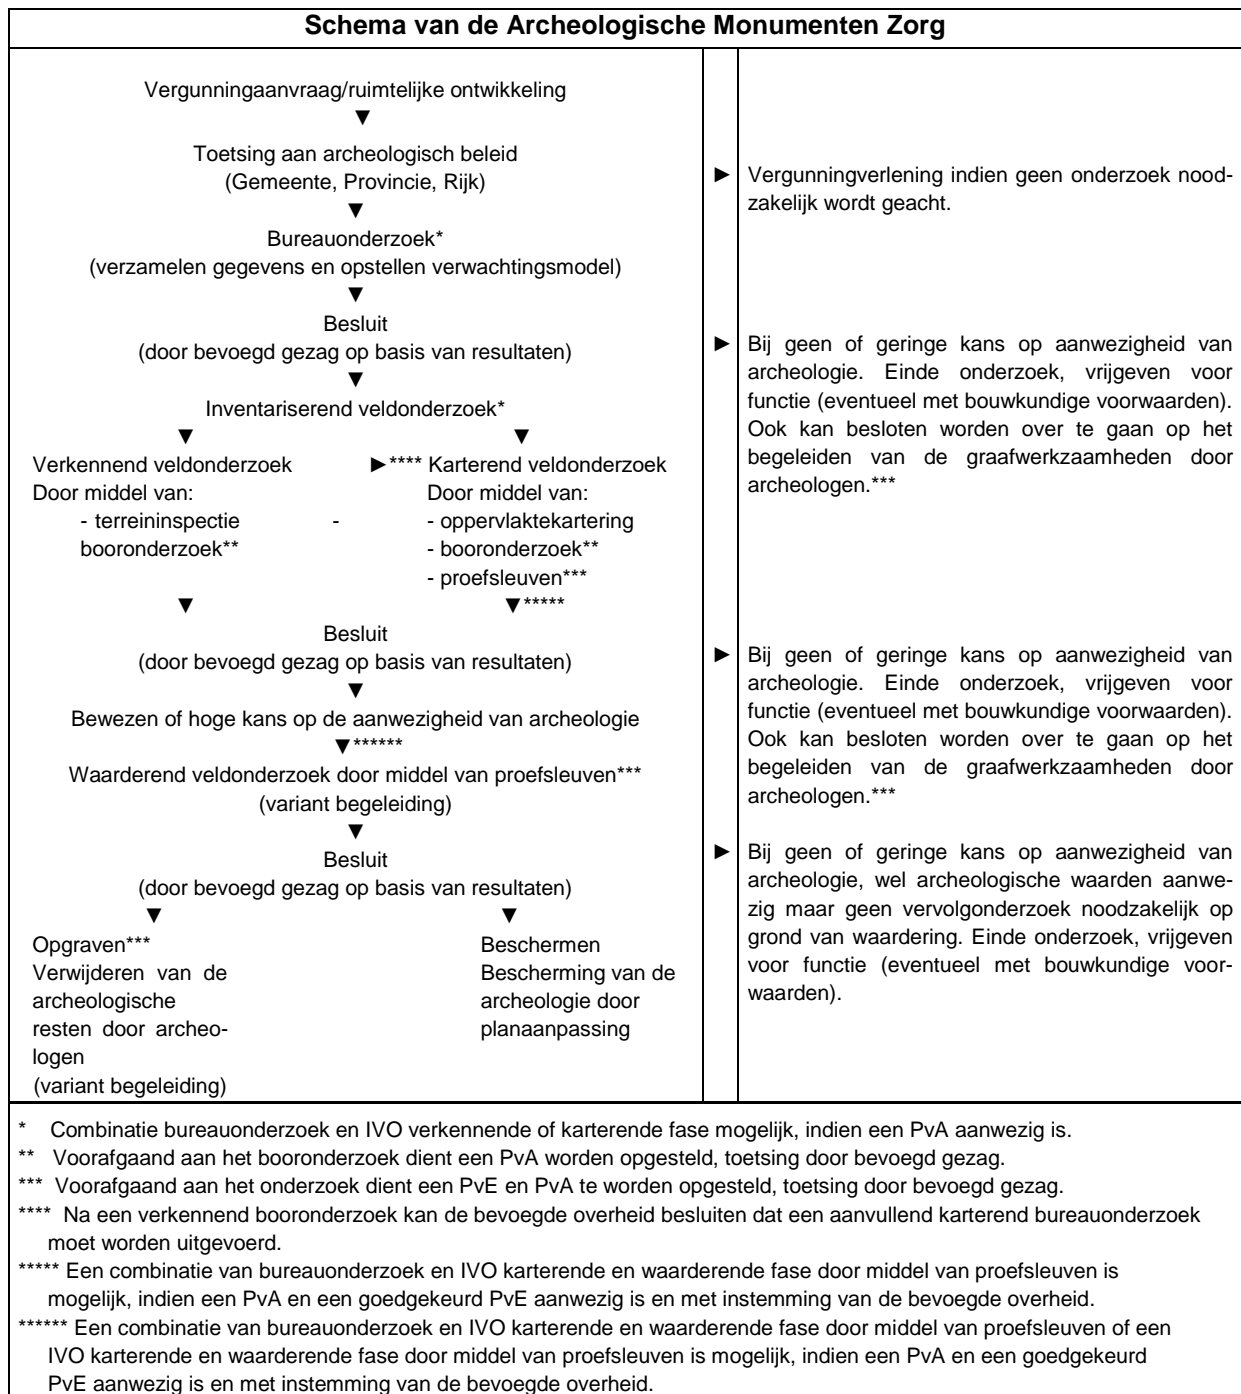 Schema van de Archeologische Monumenten Zorg
Vergunningaanvraag/ruimtelijke ontwikkeling
▼
Toetsing aan archeologisch beleid
(Gemeente, Provincie, Rijk)
▼
Bureauonderzoek*
(verzamelen gegevens en opstellen verwachtingsmodel)
▼
Besluit
(door bevoegd gezag op basis van resultaten)
▼
Inventariserend veldonderzoek*
▼ ▼
Verkennend veldonderzoek ►**** Karterend veldonderzoek
Door middel van: Door middel van:
- terreininspectie - - oppervlaktekartering
booronderzoek** - booronderzoek**
- proefsleuven***
▼ ▼*****
Besluit
(door bevoegd gezag op basis van resultaten)
▼
Bewezen of hoge kans op de aanwezigheid van archeologie
▼******
Waarderend veldonderzoek door middel van proefsleuven***
(variant begeleiding)
▼
Besluit
(door bevoegd gezag op basis van resultaten)
▼ ▼
Opgraven*** Beschermen
Verwijderen van de Bescherming van de
archeologische archeologie door
resten door archeo- planaanpassing
logen
(variant begeleiding)
► Vergunningverlening indien geen onderzoek nood-
zakelijk wordt geacht.
► Bij geen of geringe kans op aanwezigheid van
archeologie. Einde onderzoek, vrijgeven voor
functie (eventueel met bouwkundige voorwaarden).
Ook kan besloten worden over te gaan op het
begeleiden van de graafwerkzaamheden door
archeologen.***
► Bij geen of geringe kans op aanwezigheid van
archeologie. Einde onderzoek, vrijgeven voor
functie (eventueel met bouwkundige voorwaarden).
Ook kan besloten worden over te gaan op het
begeleiden van de graafwerkzaamheden door
archeologen.***
► Bij geen of geringe kans op aanwezigheid van
archeologie, wel archeologische waarden aanwe-
zig maar geen vervolgonderzoek noodzakelijk op
grond van waardering. Einde onderzoek, vrijgeven
voor functie (eventueel met bouwkundige voor-
waarden).
* Combinatie bureauonderzoek en IVO verkennende of karterende fase mogelijk, indien een PvA aanwezig is.
** Voorafgaand aan het booronderzoek dient een PvA worden opgesteld, toetsing door bevoegd gezag.
*** Voorafgaand aan het onderzoek dient een PvE en PvA te worden opgesteld, toetsing door bevoegd gezag.
**** Na een verkennend booronderzoek kan de bevoegde overheid besluiten dat een aanvullend karterend bureauonderzoek
moet worden uitgevoerd.
***** Een combinatie van bureauonderzoek en IVO karterende en waarderende fase door middel van proefsleuven is
mogelijk, indien een PvA en een goedgekeurd PvE aanwezig is en met instemming van de bevoegde overheid.
****** Een combinatie van bureauonderzoek en IVO karterende en waarderende fase door middel van proefsleuven of een
IVO karterende en waarderende fase door middel van proefsleuven is mogelijk, indien een PvA en een goedgekeurd
PvE aanwezig is en met instemming van de bevoegde overheid.